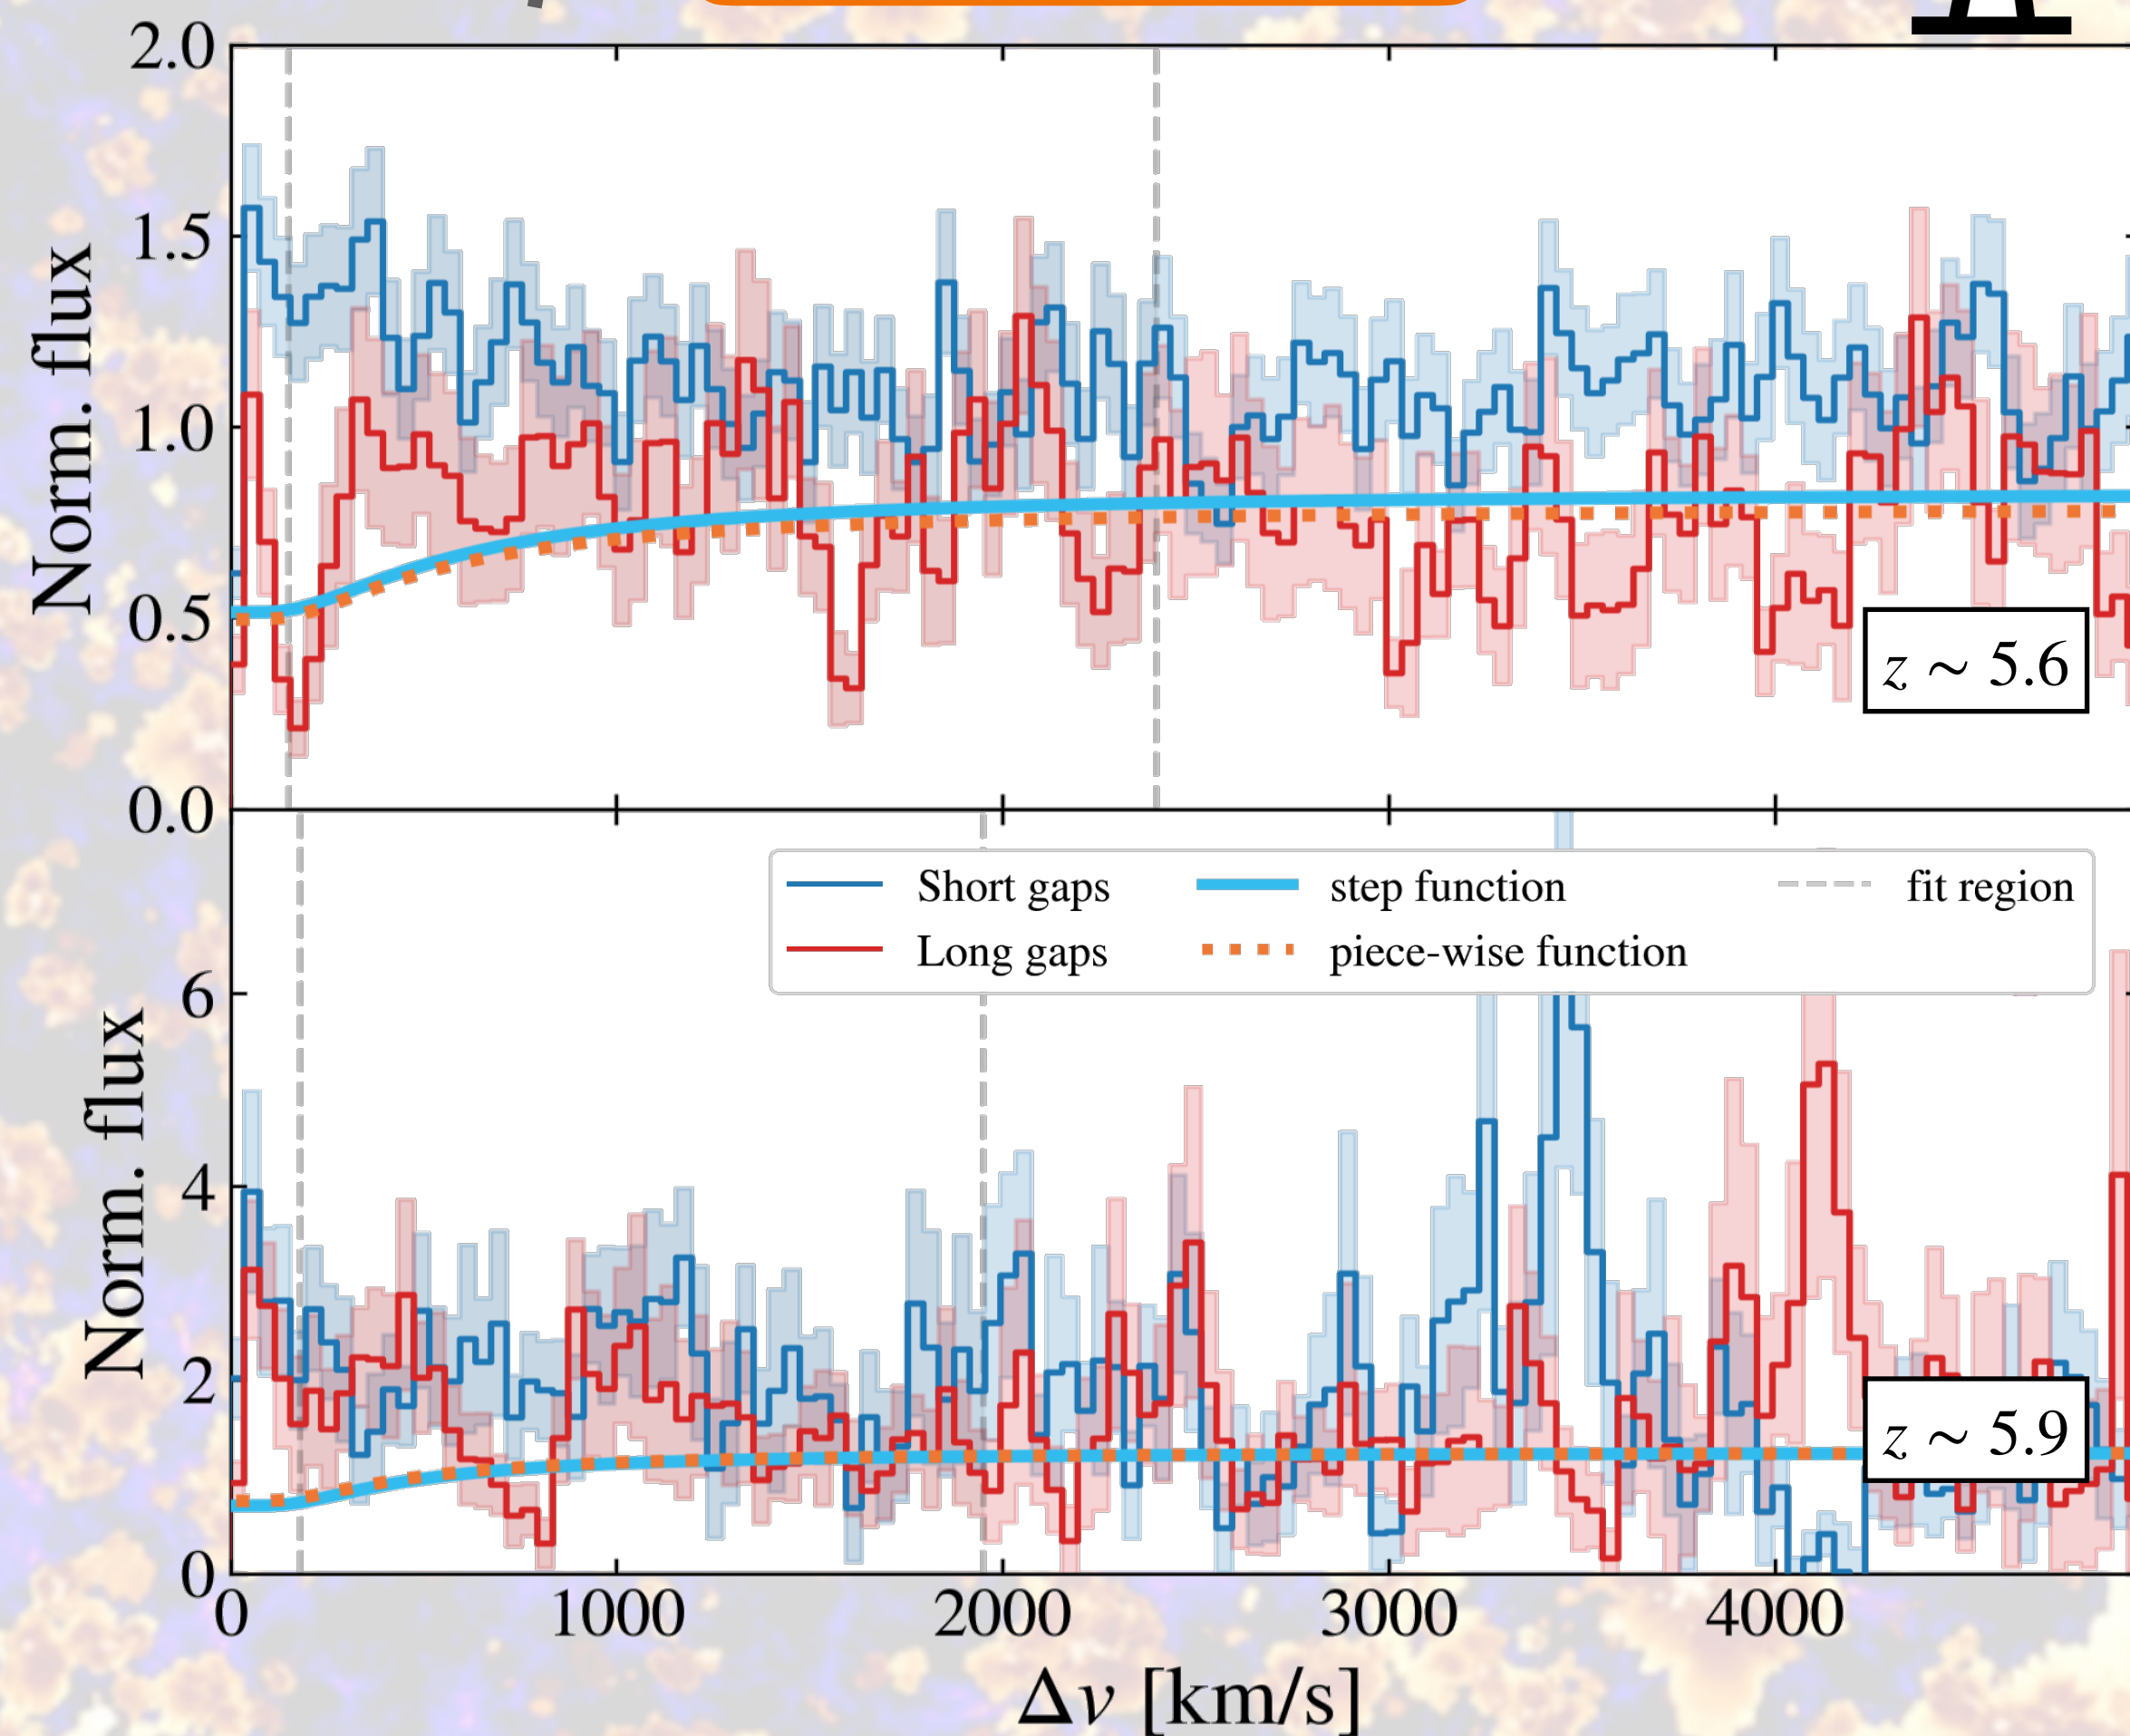 2.0
1.5
1.0
0.5
0.0
Norm. flux
z ~ 5.6
Short gaps
Long gaps
step function
piece-wise function
fit region
6
4
2
0
Norm. flux
z ~ 5.9
0 1000 2000 3000 4000
Δv [km/s]